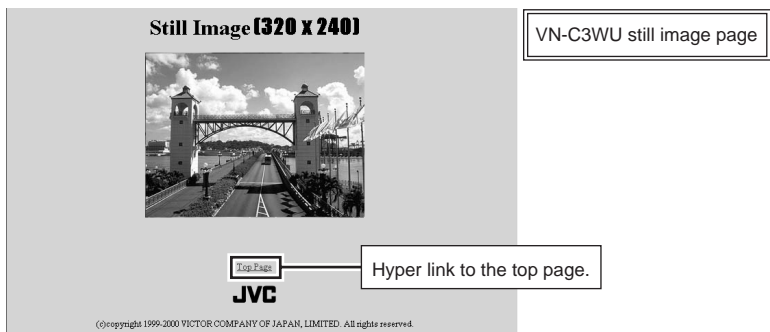 Still Image (320 X 240)
VN-C3WU still image page
Top Page
Hyper link to the top page.
JVC
(c)copyright 1999-2000 VICTOR COMPANY OF JAPAN, LIMITED. All rights reserved.